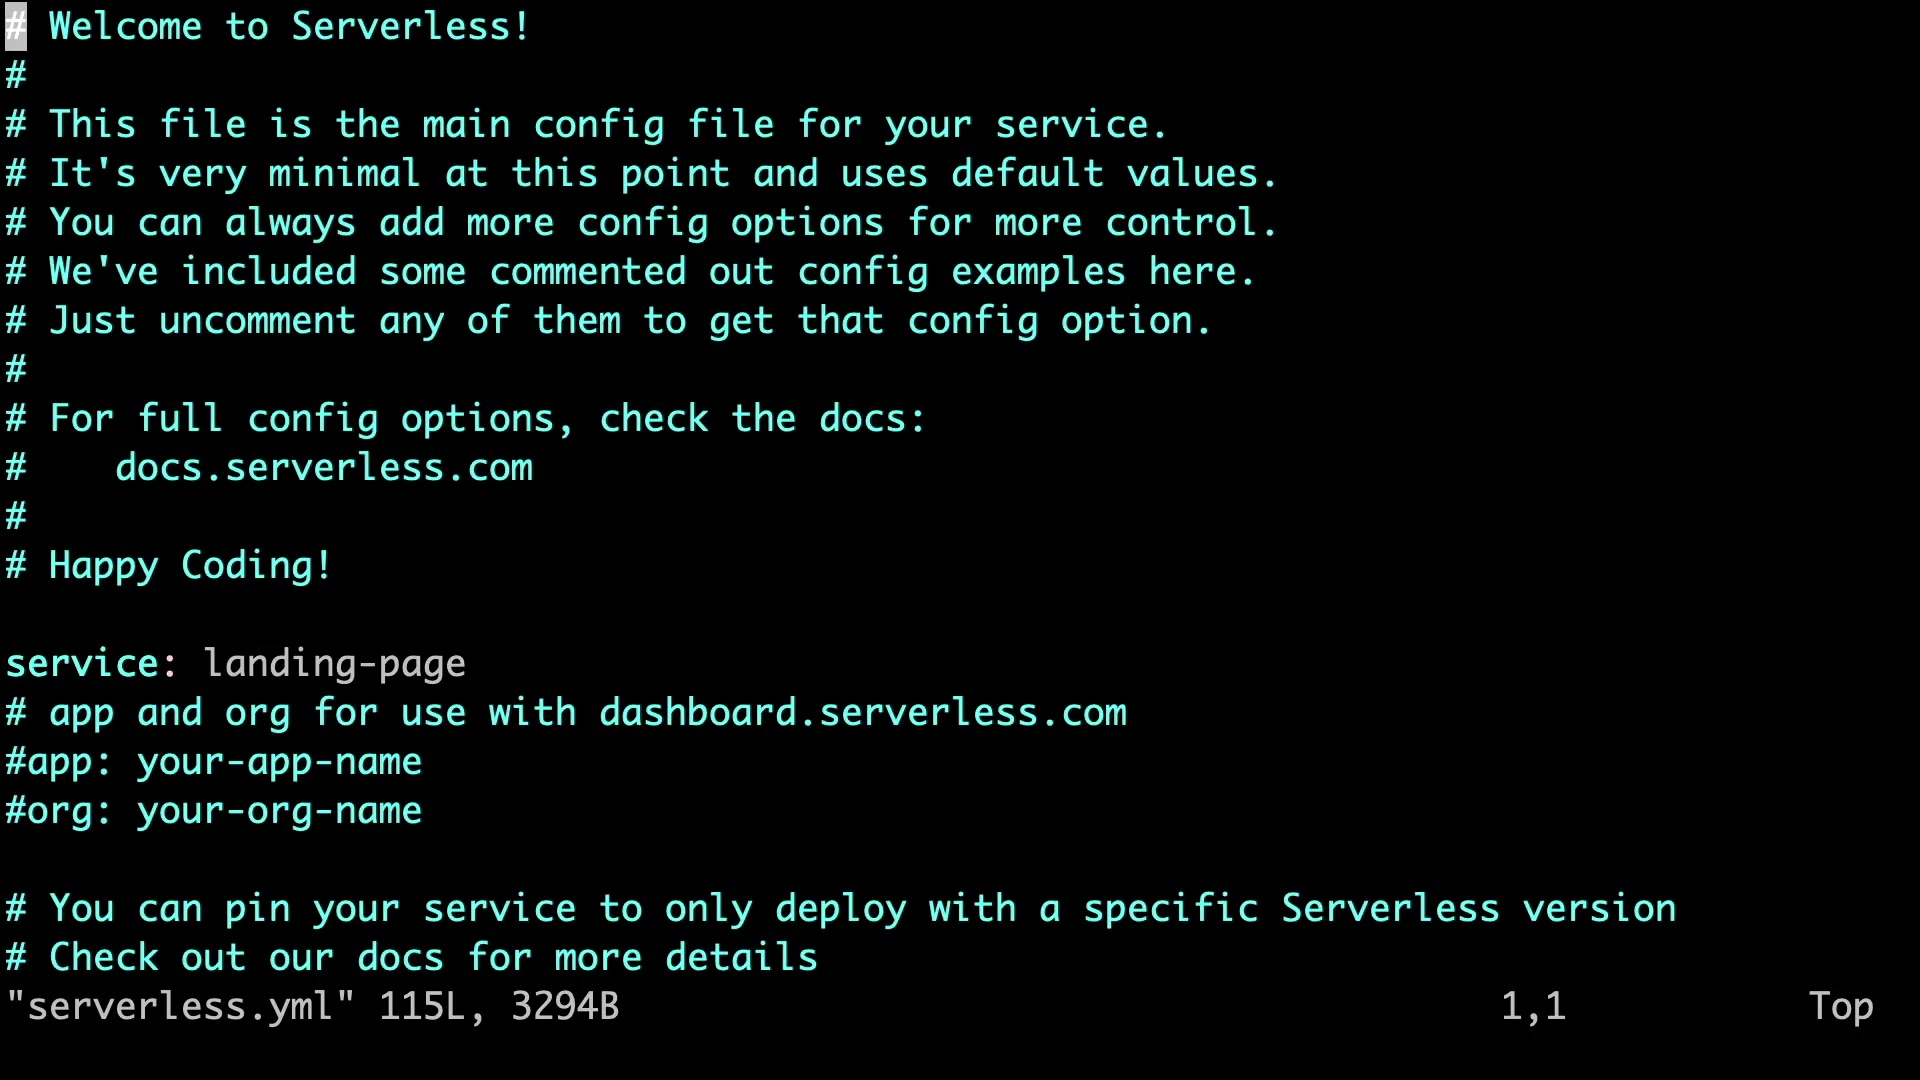 # Welcome to Serverless!
#
# This file is the main config file for your service.
# It's very minimal at this point and uses default values.
# You can always add more config options for more control.
# We've included some commented out config examples here.
# Just uncomment any of them to get that config option.
#
# For full config options, check the docs:
#    docs.serverless.com
#
# Happy Coding!

service: landing-page
# app and org for use with dashboard.serverless.com
#app: your-app-name
#org: your-org-name

# You can pin your service to only deploy with a specific Serverless version
# Check out our docs for more details
"serverless.yml" 115L, 3294B 1,1 Top